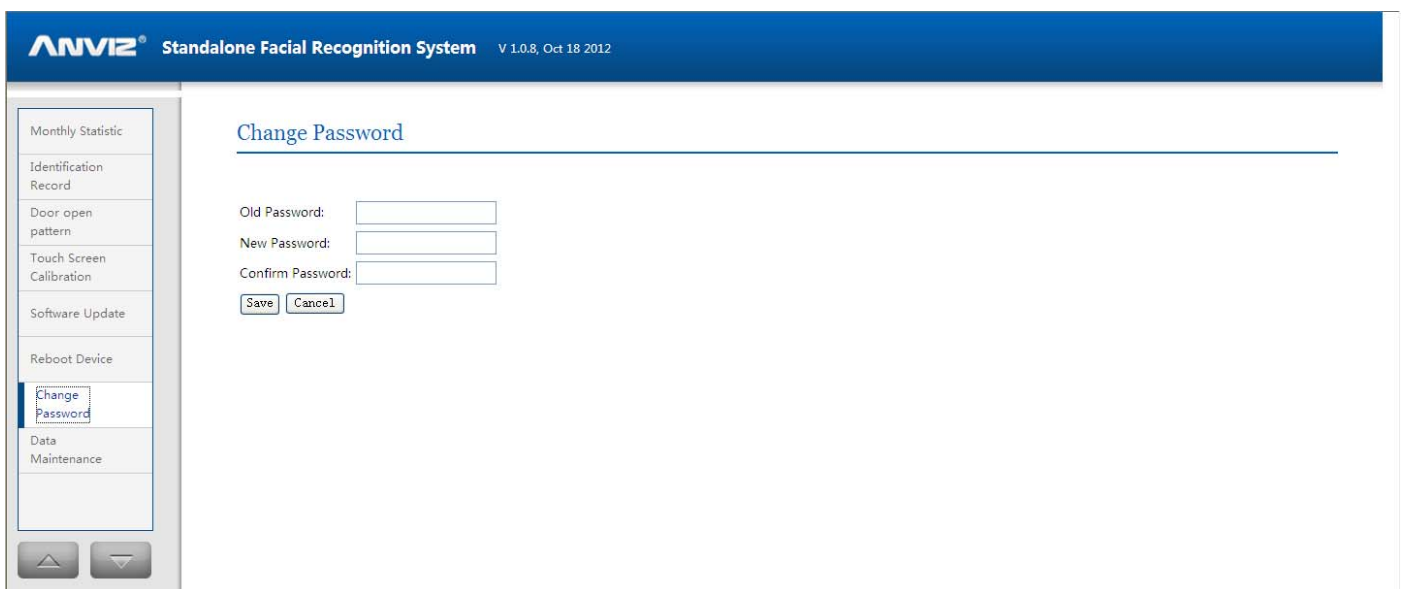 ANVIZ® Standalone Facial Recognition System V 1.0.8, Oct 18 2012
Monthly Statistic
Identification
Record
Door open
pattern
Touch Screen
Calibration
Software Update
Reboot Device
Change
Password
Data
Maintenance
Change Password
Old Password:
New Password:
Confirm Password:
Save Cancel